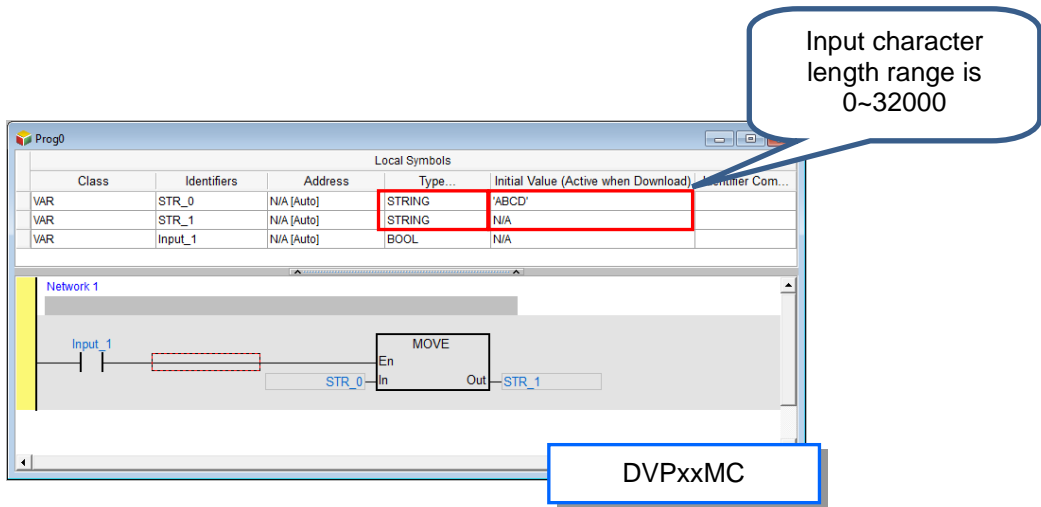 Input character
length range is
0~32000
Prog0
Local Symbols
Class Identifiers Address Type... Initial Value (Active when Download) Identifier Com...
VAR STR_0 N/A [Auto] STRING 'ABCD'
VAR STR_1 N/A [Auto] STRING N/A
VAR Input_1 N/A [Auto] BOOL N/A
Network 1
Input_1 MOVE
En
STR_0 In Out STR_1
DVPxxMC